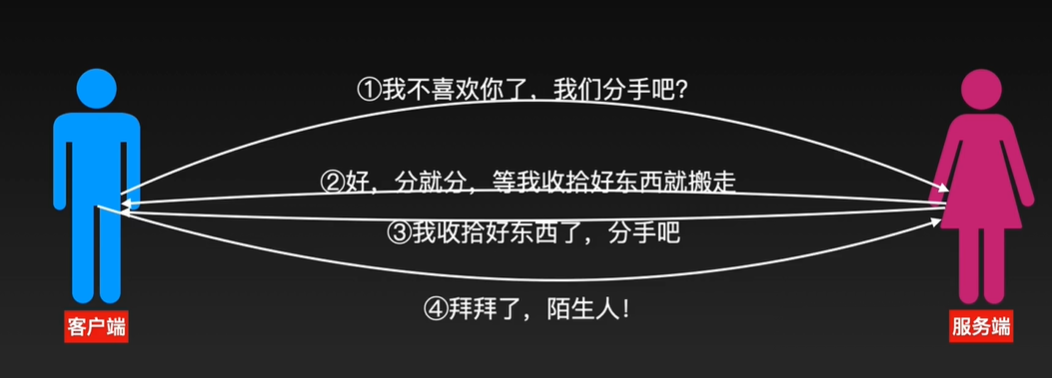 ①我不喜欢你了，我们分手吧?
②好，分就分，等我收拾好东西就搬走
③我收拾好东西了，分手吧
④拜拜了，陌生人！
客户端
服务端